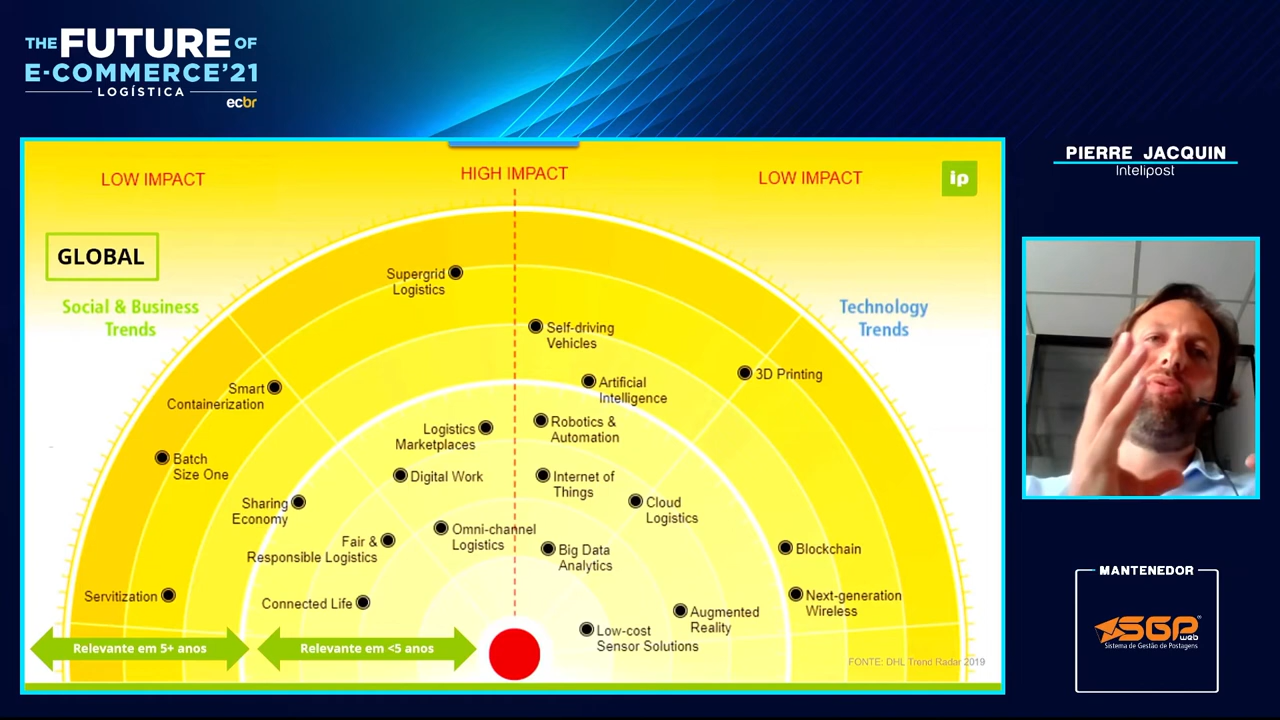 THE FUTURE OF
E-COMMERCE'21
LOGÍSTICA
ecbr
LOW IMPACT
HIGH IMPACT
LOW IMPACT
ip
GLOBAL
Social & Business
Trends
Technology
Trends
Supergrid
Logistics
Self-driving
Vehicles
3D Printing
Smart
Containerization
Artificial
Intelligence
Logistics
Marketplaces
Robotics &
Automation
Batch
Size One
Digital Work
Internet of
Things
Sharing
Economy
Cloud
Logistics
Omni-channel
Logistics
Fair &
Responsible Logistics
Big Data
Analytics
Blockchain
Servitization
Connected Life
Next-generation
Wireless
Augmented
Reality
Low-cost
Sensor Solutions
Relevante em 5+ anos
Relevante em <5 anos
FONTE: DHL Trend Radar 2019
PIERRE JACQUIN
Intelipost
MANTENEDOR
SGP web ®
Sistema de Gestão de Postagens